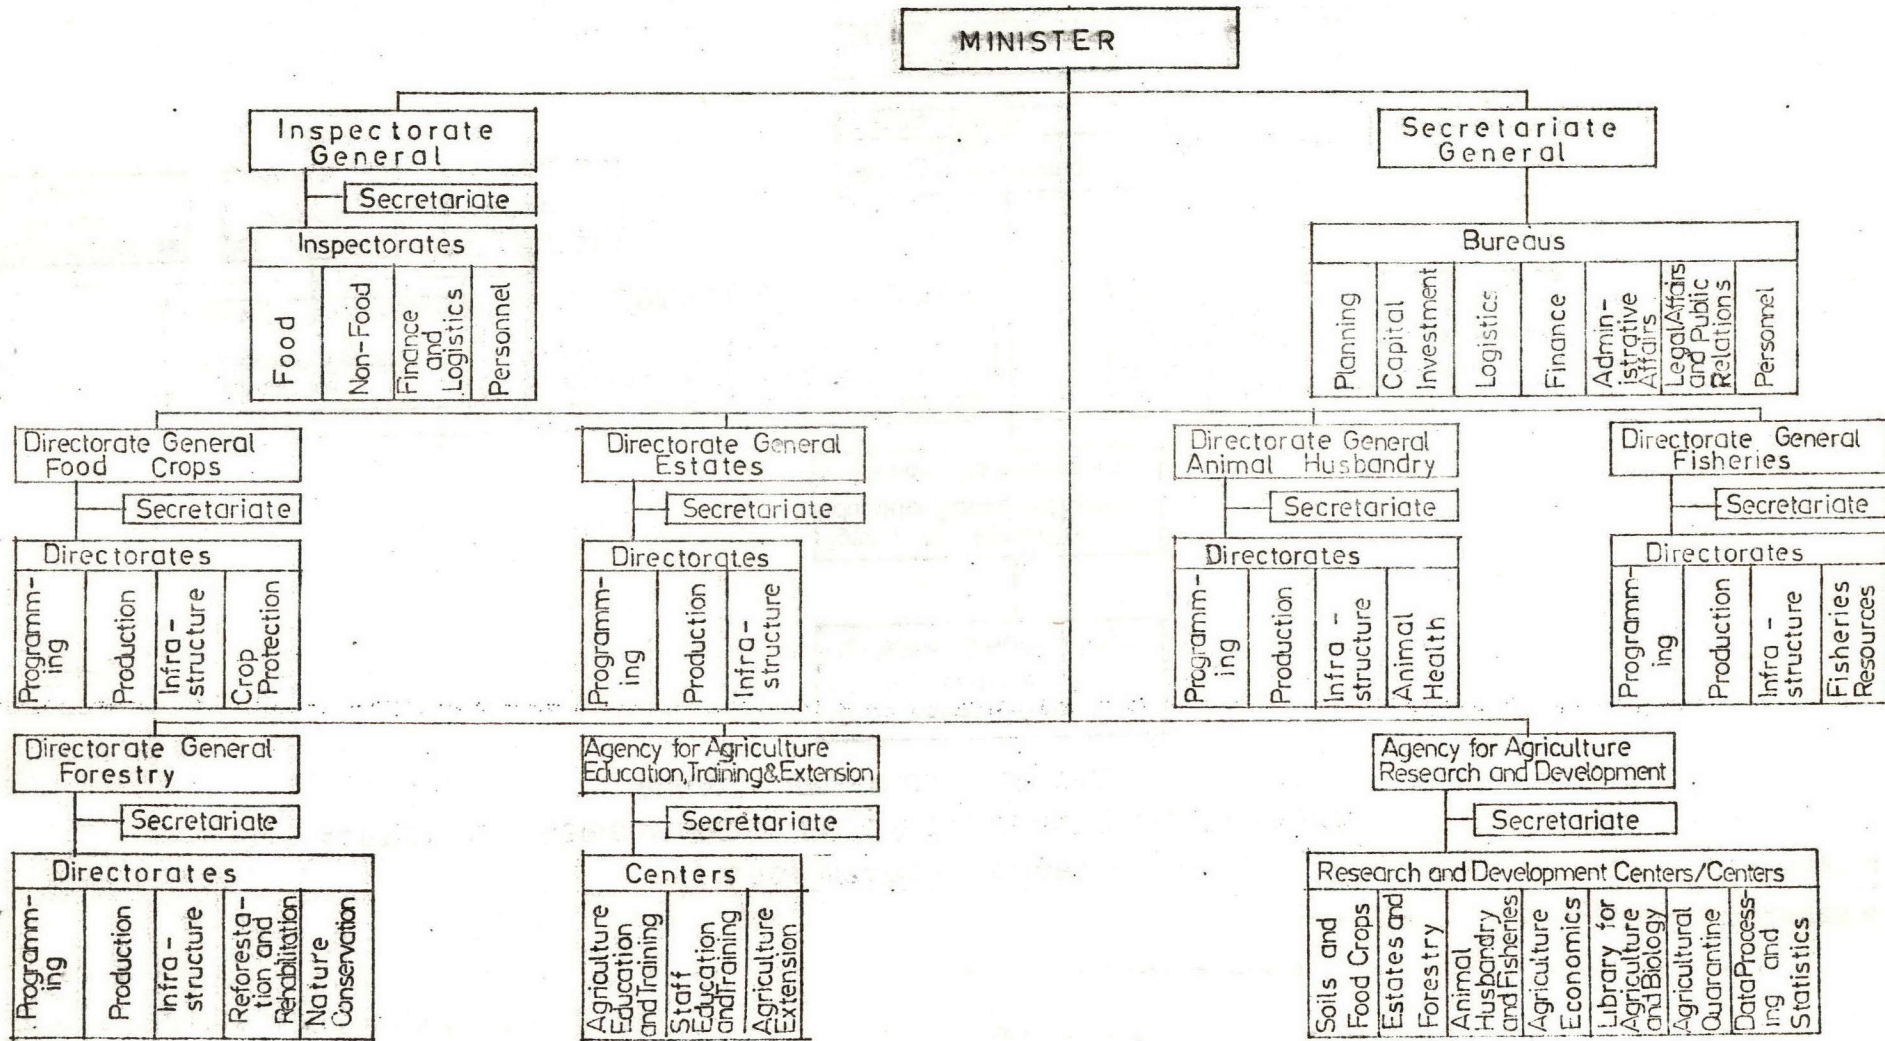 MINISTER
Inspectorate
General
Secretariate
Inspectorates
Food
Non-Food
Finance
and
Logistics
Personnel
Secretariate
General
Bureaus
Planning
Capital
Investment
Logistics
Finance
Admin-
istrative
Affairs
Legal Affairs
and Public
Relations
Personnel
Directorate General
Food Crops
Secretariate
Directorates
Programm-
ing
Production
Infra-
structure
Crop
Protection
Directorate General
Estates
Secretariate
Directorates
Programm-
ing
Production
Infra-
structure
Directorate General
Animal Husbandry
Secretariate
Directorates
Programm-
ing
Production
Infra-
structure
Animal
Health
Directorate General
Fisheries
Secretariate
Directorates
Programm-
ing
Production
Infra-
structure
Fisheries
Resources
Directorate General
Forestry
Secretariate
Directorates
Programm-
ing
Production
Infra-
structure
Reforesta-
tion and
Rehabilitation
Nature
Conservation
Agency for Agriculture
Education, Training & Extension
Secretariate
Centers
Agriculture
Education
and Training
Staff
Education
and Training
Agriculture
Extension
Agency for Agriculture
Research and Development
Secretariate
Research and Development Centers/Centers
Soils and
Food Crops
Estates and
Forestry
Animal
Husbandry
and Fisheries
Agriculture
Economics
Library for
Agriculture
and Biology
Agricultural
Quarantine
Data Process-
ing and
Statistics